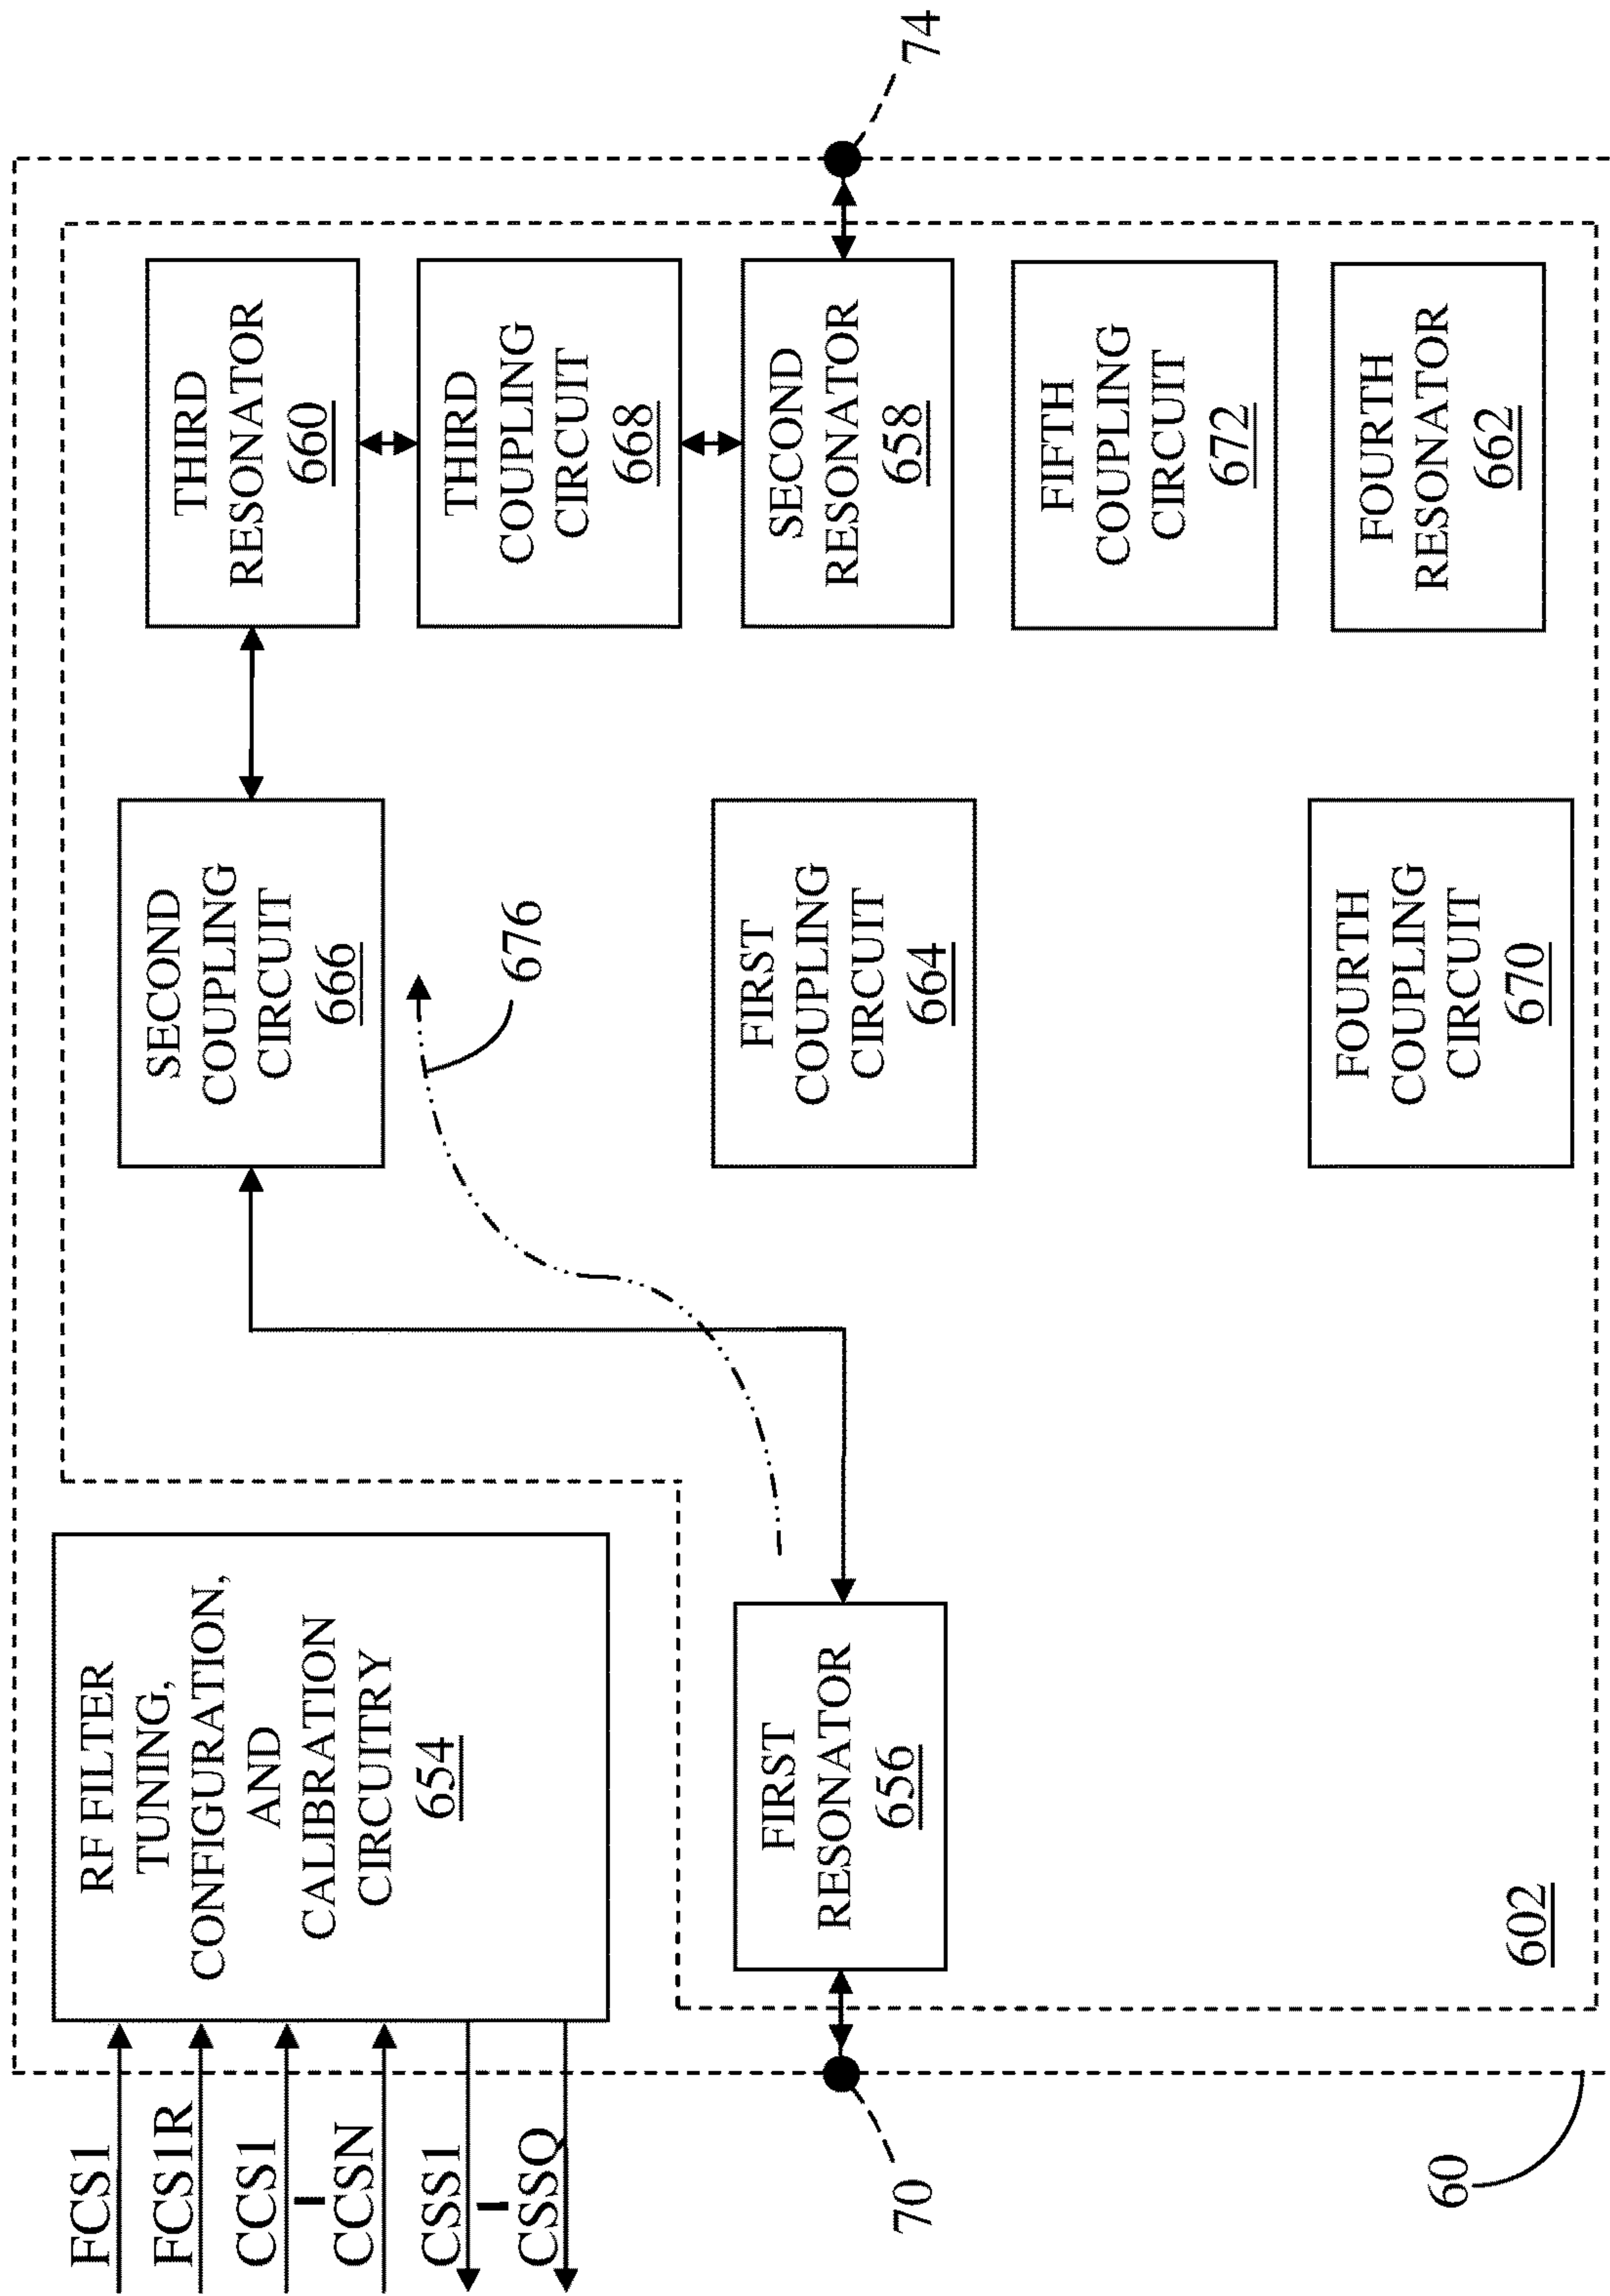 FCS1
FCS1R
CCS1
CCSN
CSS1
CSSQ
RF FILTER
TUNING,
CONFIGURATION,
AND
CALIBRATION
CIRCUITRY
654
SECOND
COUPLING
CIRCUIT
666
THIRD
RESONATOR
660
676
THIRD
COUPLING
CIRCUIT
668
70
FIRST
RESONATOR
656
FIRST
COUPLING
CIRCUIT
664
SECOND
RESONATOR
658
74
FIFTH
COUPLING
CIRCUIT
672
60
602
FOURTH
COUPLING
CIRCUIT
670
FOURTH
RESONATOR
662